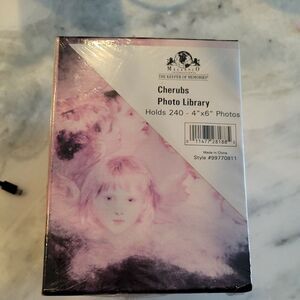 THE KEEPER OF MEMORIES
Cherubs
Photo Library
Holds 240 - 4"x6" Photos
Made in China
Style #99770811